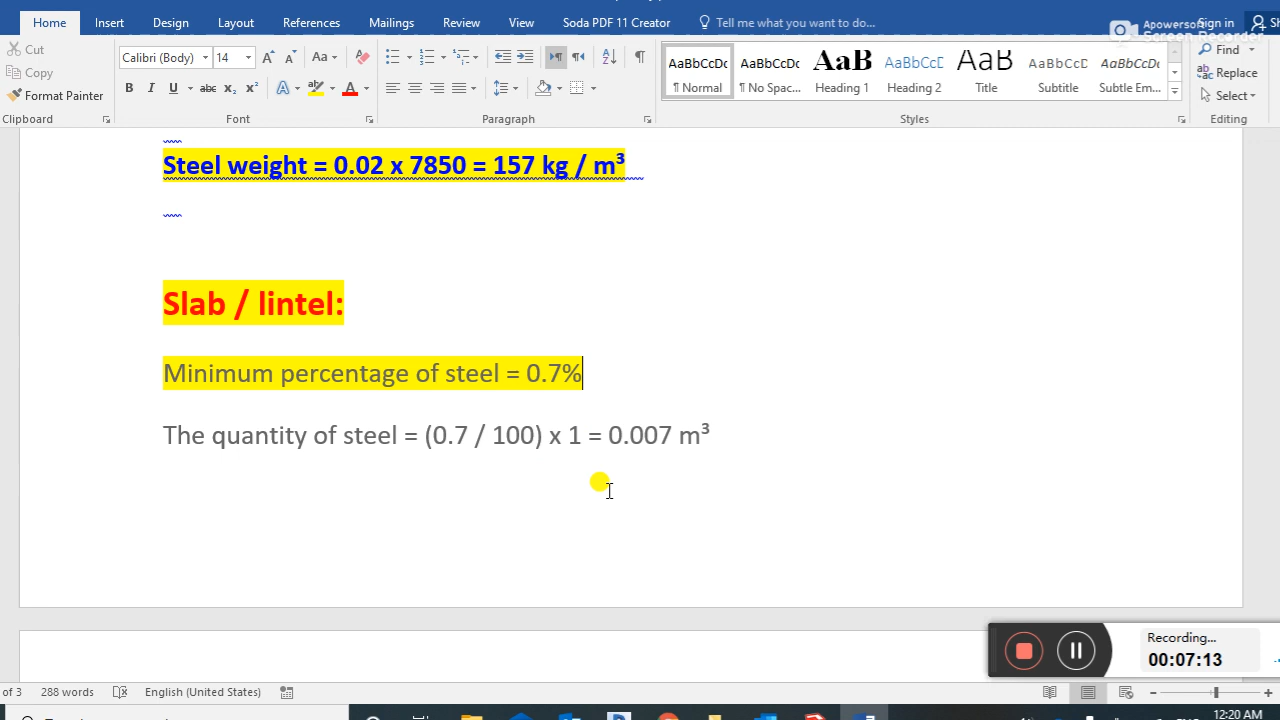 Home Insert Design Layout References Mailings Review View Soda PDF 11 Creator Tell me what you want to do... Sign in
Apowersoft
Screen Recorder
Cut
Copy
Format Painter
Clipboard
Calibri (Body) 14
Font
Paragraph
AaBbCcDc AaBbCcDc AaB AaBbCcC AaB AaBbCcD AaBbCcDc
¶ Normal ¶ No Spac... Heading 1 Heading 2 Title Subtitle Subtle Em...
Styles
Find
Replace
Select
Editing
Steel weight = 0.02 x 7850 = 157 kg / m³
Slab / lintel:
Minimum percentage of steel = 0.7%
The quantity of steel = (0.7 / 100) x 1 = 0.007 m³
Recording...
00:07:13
of 3 288 words English (United States)
12:20 AM